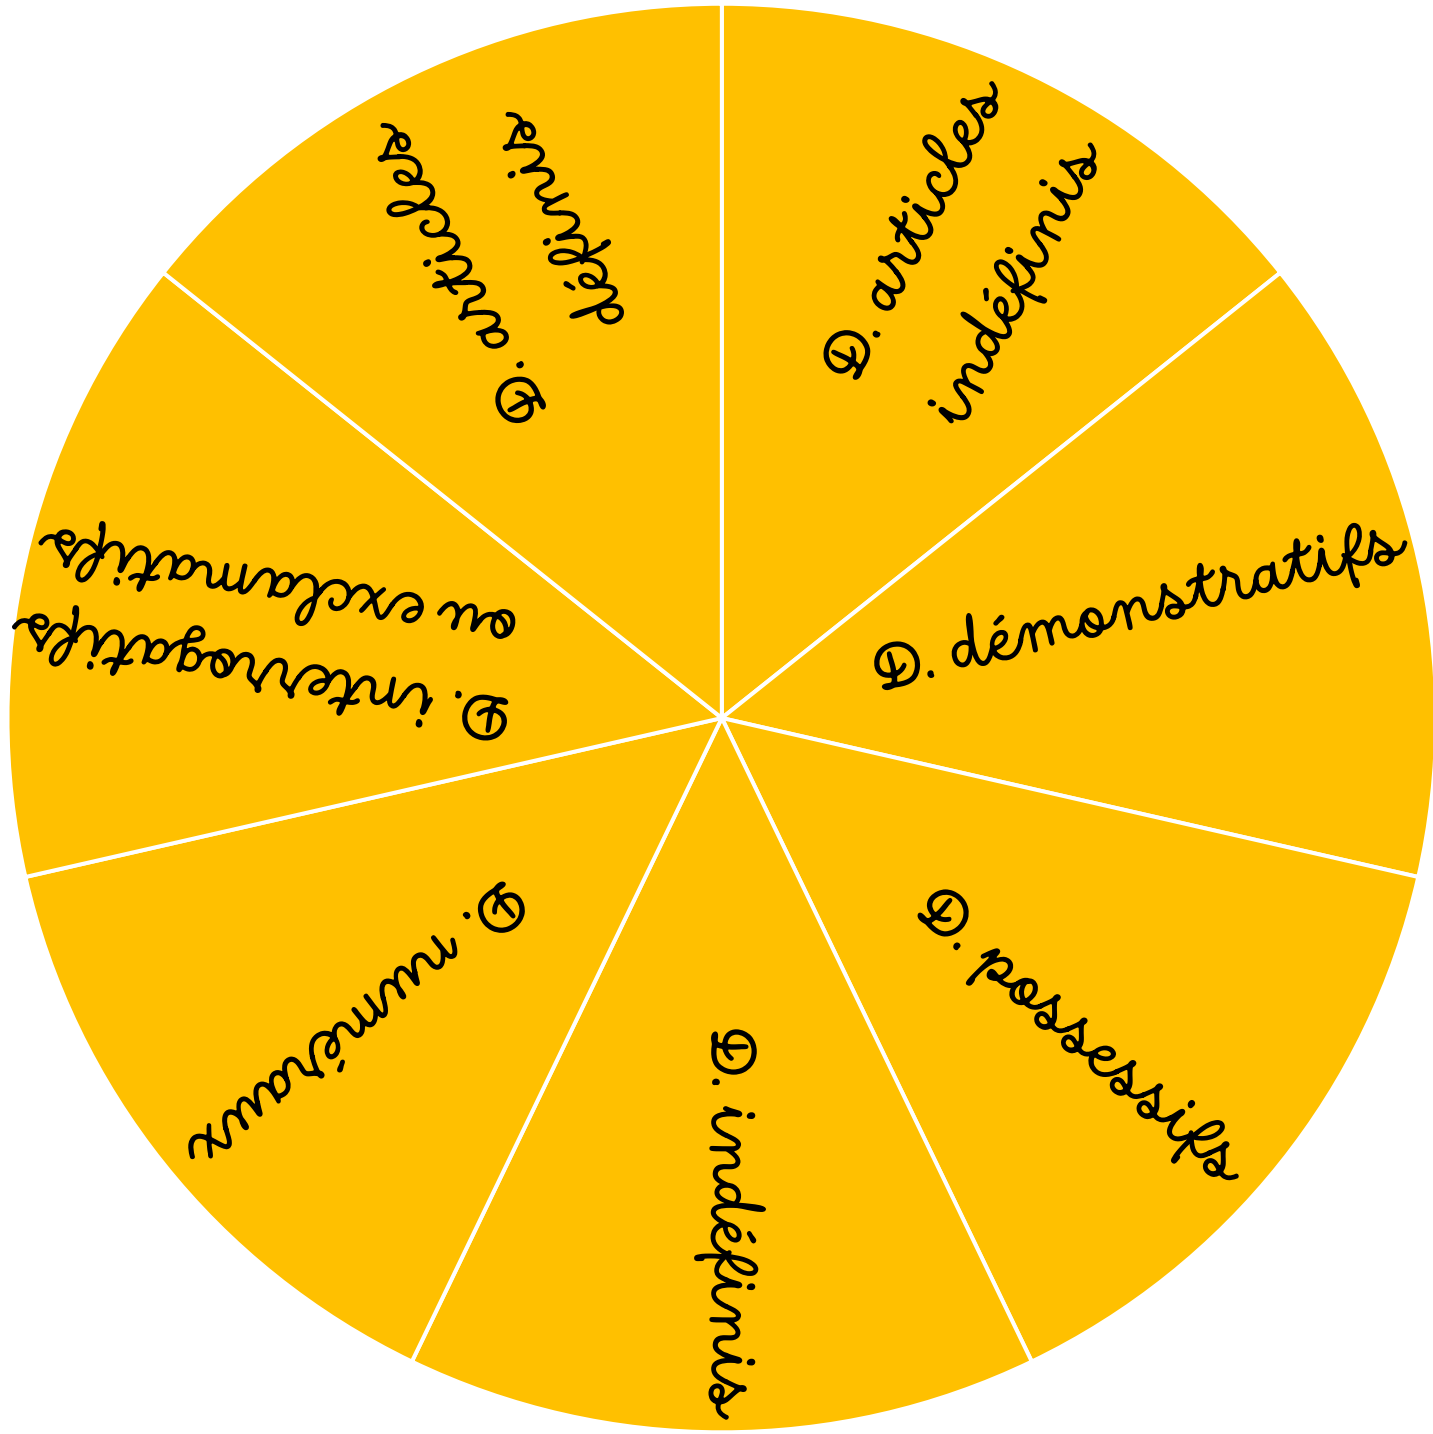 D. articles
indéfinis
D. démonstratifs
D. possessifs
D. indéfinis
D. numéraux
D. interrogatifs
ou exclamatifs
D. articles
définis